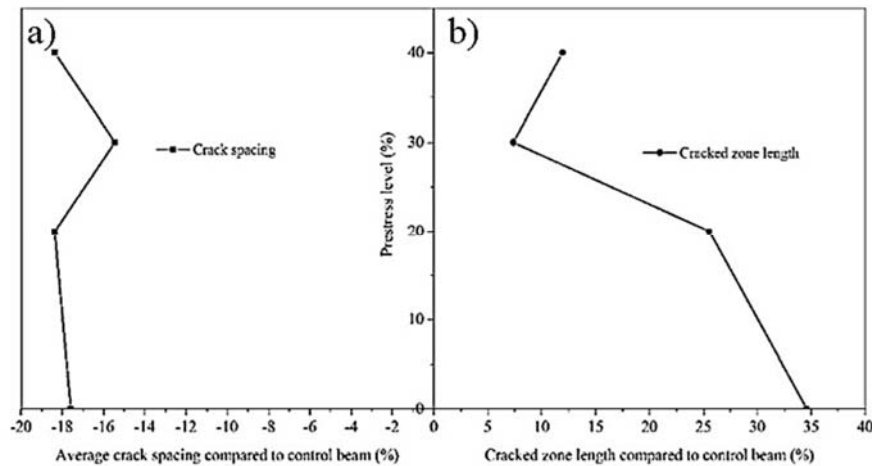 a)
b)
Crack spacing
Cracked zone length
Prestress level (%)
40
30
20
10
0
-20 -18 -16 -14 -12 -10 -8 -6 -4 -2
0 5 10 15 20 25 30 35 40
Average crack spacing compared to control beam (%)
Cracked zone length compared to control beam (%)